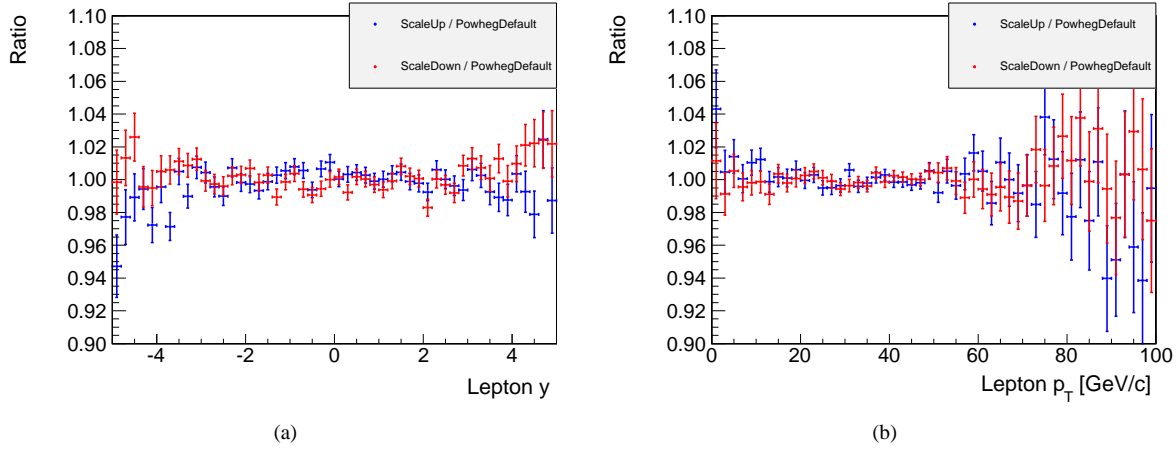 Ratio
1.10
1.08
1.06
1.04
1.02
1.00
0.98
0.96
0.94
0.92
0.90
ScaleUp / PowhegDefault
ScaleDown / PowhegDefault
-4 -2 0 2 4
Lepton y
(a)
Ratio
1.10
1.08
1.06
1.04
1.02
1.00
0.98
0.96
0.94
0.92
0.90
ScaleUp / PowhegDefault
ScaleDown / PowhegDefault
0 20 40 60 80 100
Lepton p_T [GeV/c]
(b)